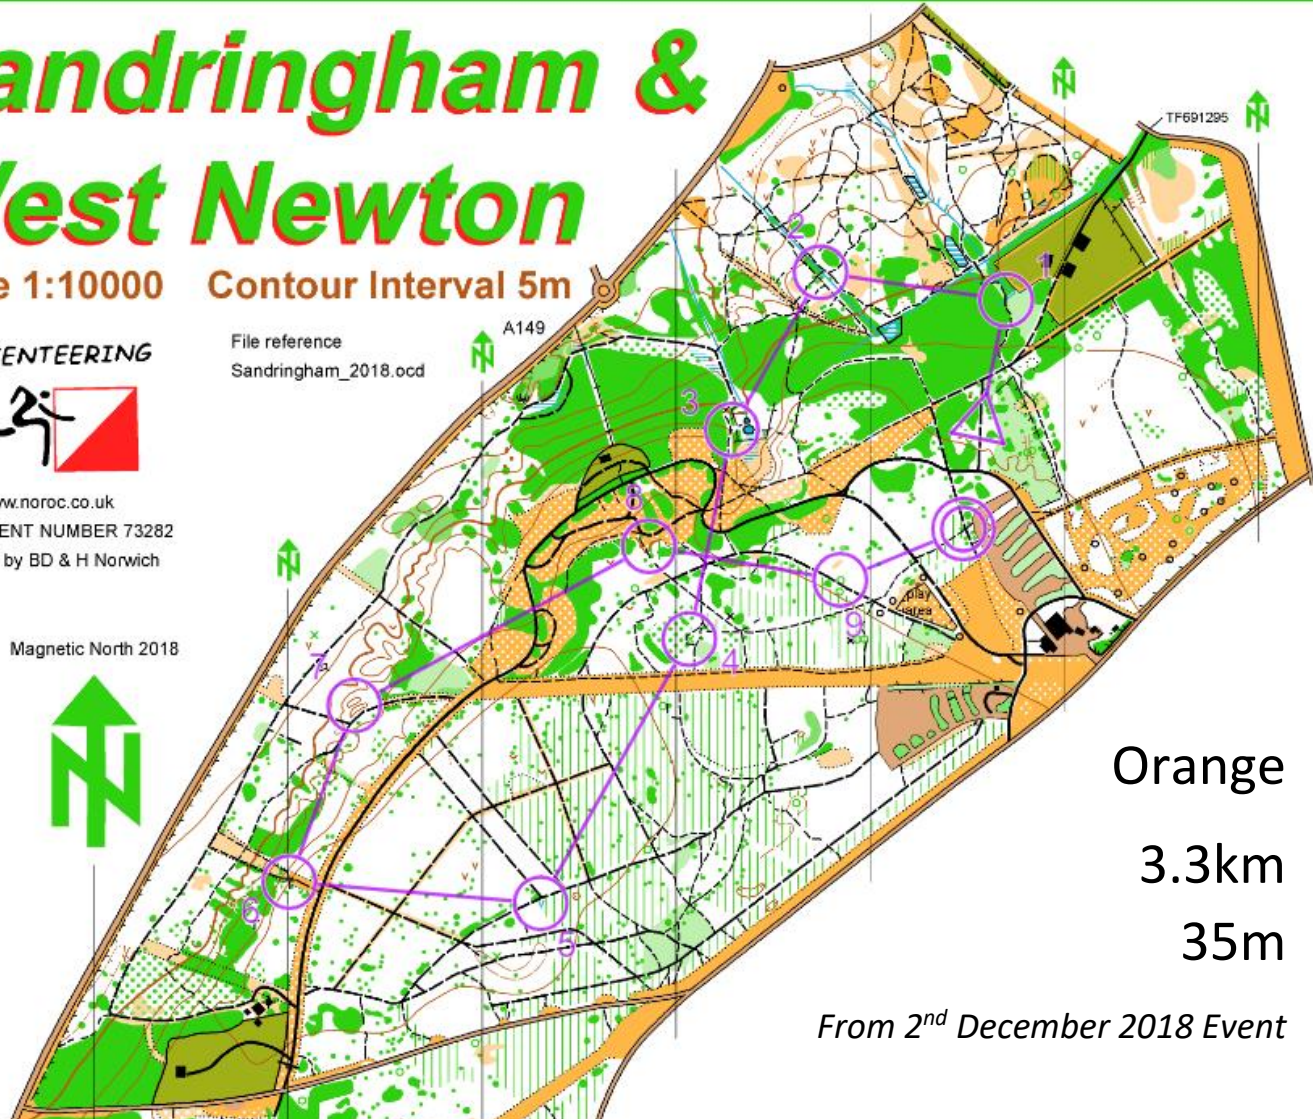 andringham &
West Newton
e 1:10000 Contour Interval 5m
A149
TF691295
ENTEERING
File reference
Sandringham_2018.ocd
ww.noroc.co.uk
ENT NUMBER 73282
by BD & H Norwich
Magnetic North 2018
1
2
3
8
play
area
9
4
7
6
5
Orange
3.3km
35m
From 2nd December 2018 Event